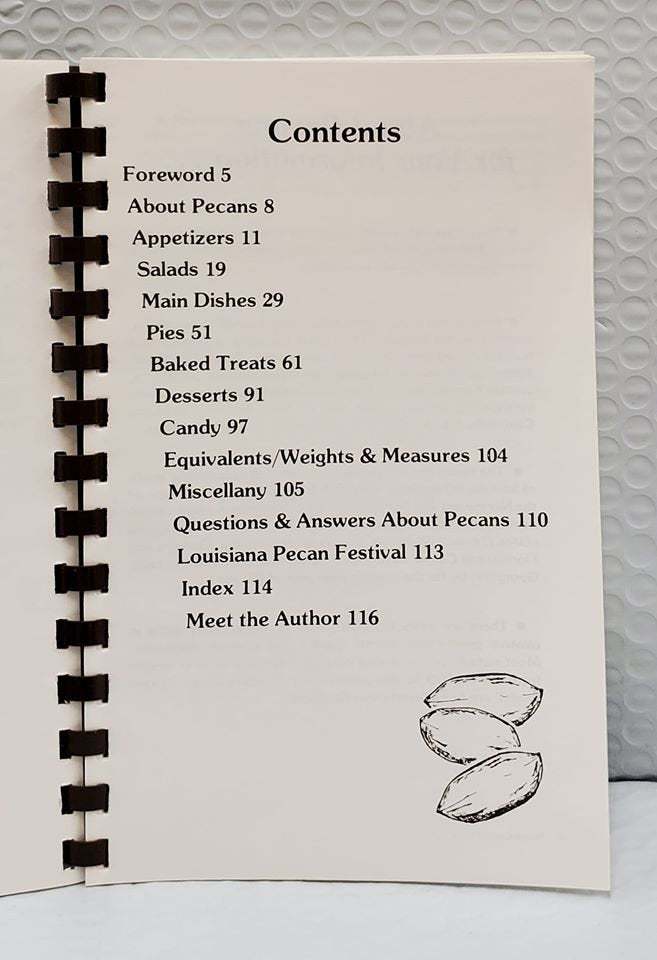 Contents
Foreword 5
About Pecans 8
Appetizers 11
Salads 19
Main Dishes 29
Pies 51
Baked Treats 61
Desserts 91
Candy 97
Equivalents/Weights & Measures 104
Miscellany 105
Questions & Answers About Pecans 110
Louisiana Pecan Festival 113
Index 114
Meet the Author 116